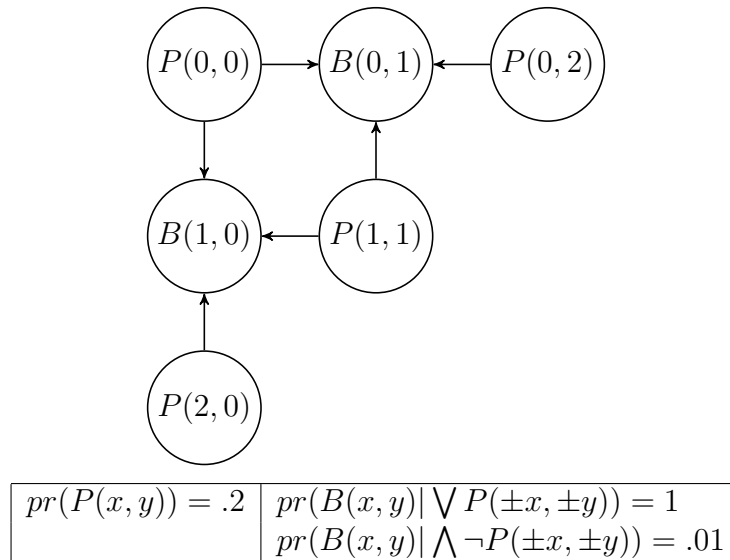 P(0, 0) B(0, 1) P(0, 2)
B(1, 0) P(1, 1)
P(2, 0)
pr(P(x, y)) = .2 pr(B(x, y)| ⋁ P(±x, ±y)) = 1
pr(B(x, y)| ⋀ ¬P(±x, ±y)) = .01